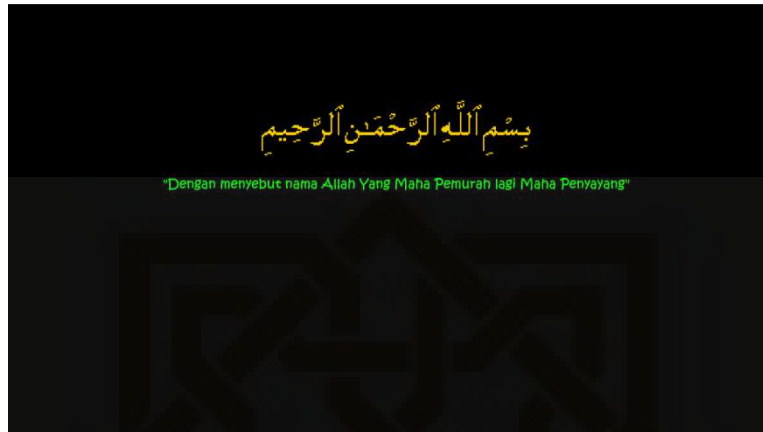 بِسْمِ ٱللَّهِ ٱلرَّحْمَـٰنِ ٱلرَّحِيمِ
"Dengan menyebut nama Allah Yang Maha Pemurah lagi Maha Penyayang"